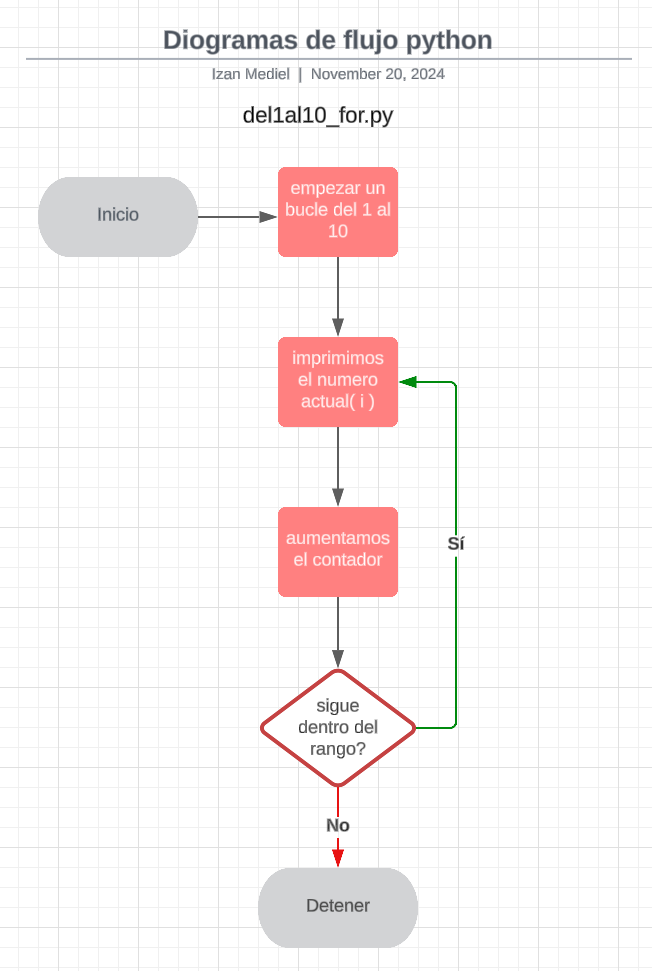 Diogramas de flujo python
Izan Mediel | November 20, 2024
del1al10_for.py
Inicio
empezar un
bucle del 1 al
10
imprimimos
el numero
actual( i )
aumentamos
el contador
Sí
sigue
dentro del
rango?
No
Detener